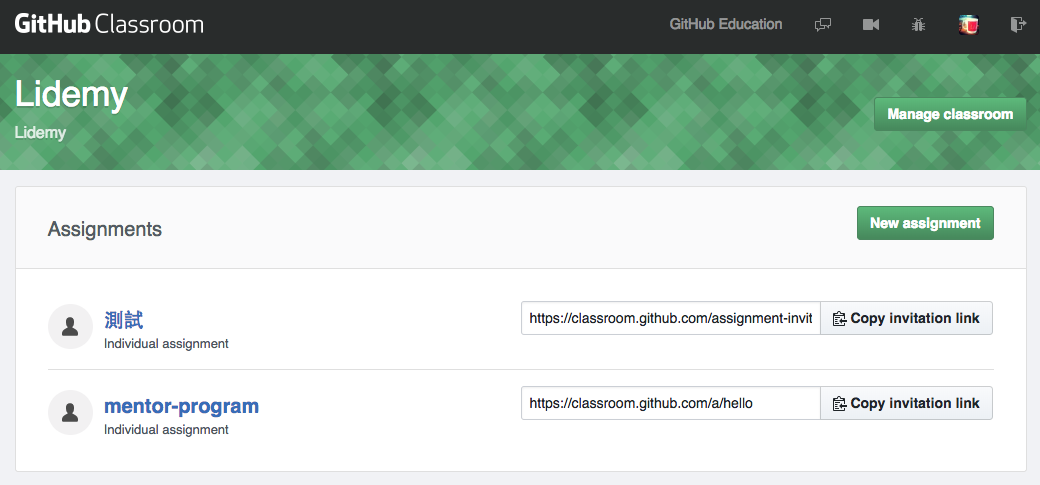 GitHub Classroom
GitHub Education
Lidemy
Lidemy
Manage classroom
Assignments
New assignment
測試
Individual assignment
https://classroom.github.com/assignment-invit
Copy invitation link
mentor-program
Individual assignment
https://classroom.github.com/a/hello
Copy invitation link